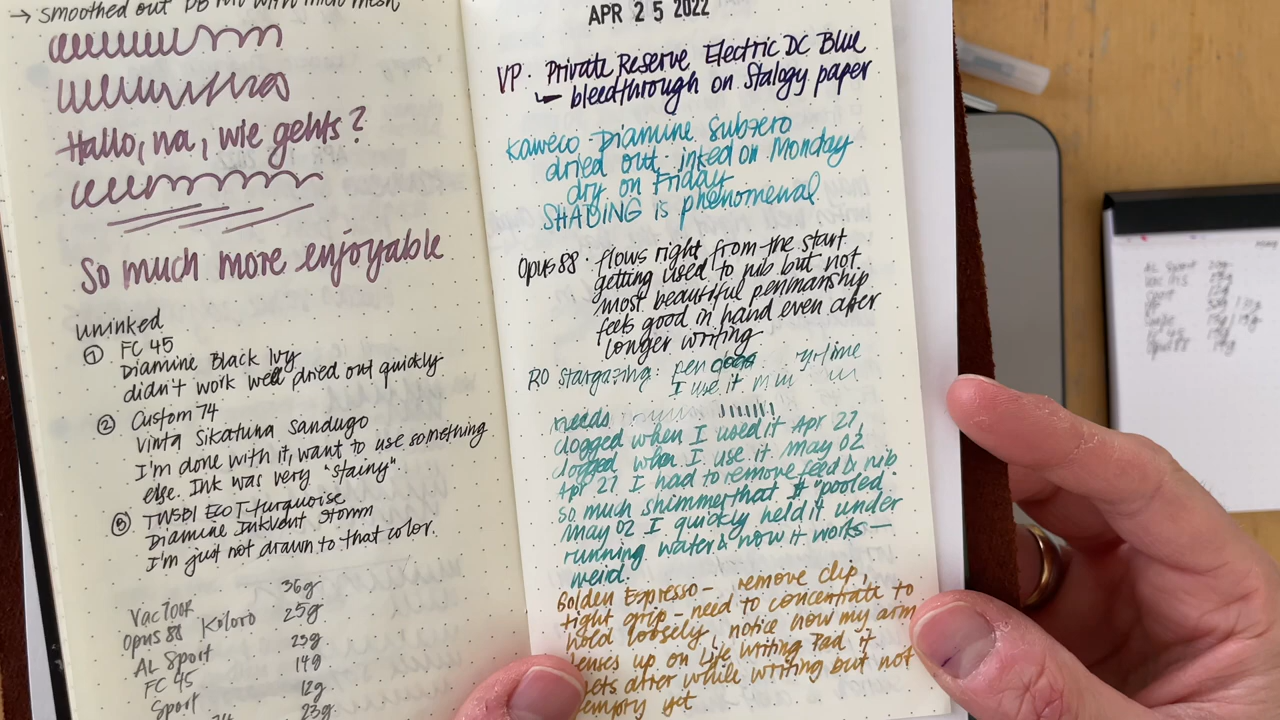 → smoothed out
Hallo, na, wie gehts?
So much more enjoyable
uninked
① FC 45
Diamine Black Ivy
didn't work well dried out quickly
② Custom 74
Vinta Sikatuna Sandugo
I'm done with it, want to use something
else. Ink was very "stainy"
③ TWSBI Eco T-turquoise
Diamine Inkvent Storm
I'm just not drawn to that color.
36g
Vac 700R
Opus 88 Koloro 25g
AL Sport 23g
FC 45 14g
Sport 12g
23g
APR 25 2022
VP. Private Reserve Electric DC Blue
bleedthrough on Stalogy paper
Kaweco Diamine Subzero
dried out inked on Monday
dry on Friday
SHADING is phenomenal
Opus 88 flows right from the start
getting used to nib but not
most beautiful penmanship
feels good in hand even after
longer writing
RO Stargazing: pen
I use it
needs
clogged when I used it Apr 27,
clogged when I use it May 02
Apr 27 I had to remove feed & nib
so much shimmer that it "pooled"
May 02 I quickly held it under
running water & now it works—
weird.
Golden Espresso— remove clip,
tight grip – need to concentrate to
hold loosely, notice how my arm
tenses up on Life Writing Pad it
gets after while writing but not
empty yet
AL Sport